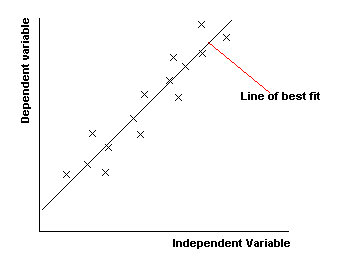 Dependent variable
Line of best fit
Independent Variable